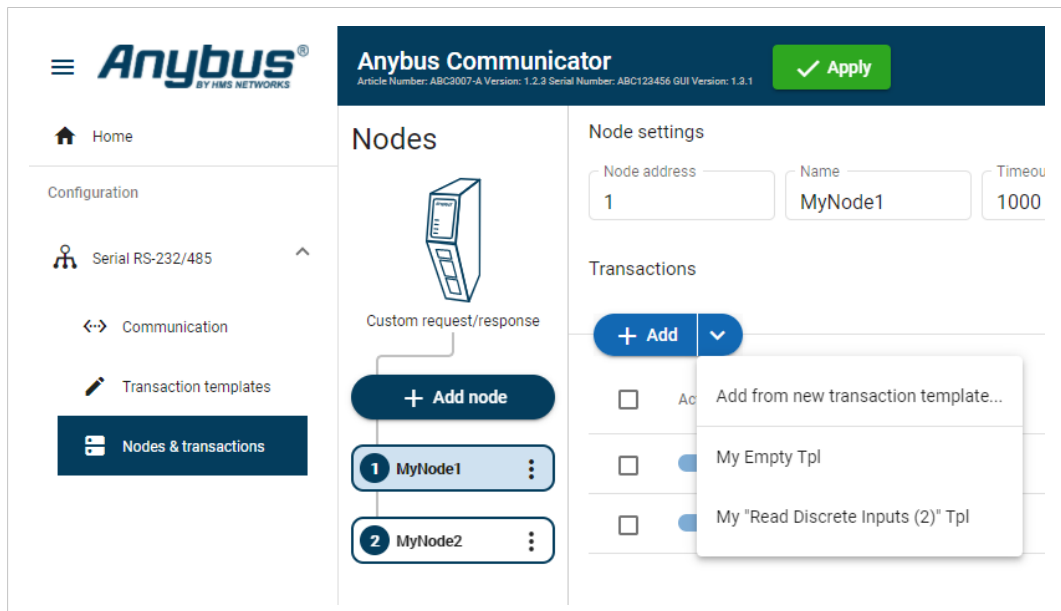 Anybus®
BY HMS NETWORKS
Anybus Communicator
Article Number: ABC3007-A Version: 1.2.3 Serial Number: ABC123456 GUI Version: 1.3.1
Apply
Home
Configuration
Serial RS-232/485
Communication
Transaction templates
Nodes & transactions
Nodes
Anybus
Custom request/response
+ Add node
1 MyNode1
2 MyNode2
Node settings
Node address
1
Name
MyNode1
Timeou
1000
Transactions
+ Add
Ac
Add from new transaction template...
My Empty Tpl
My "Read Discrete Inputs (2)" Tpl